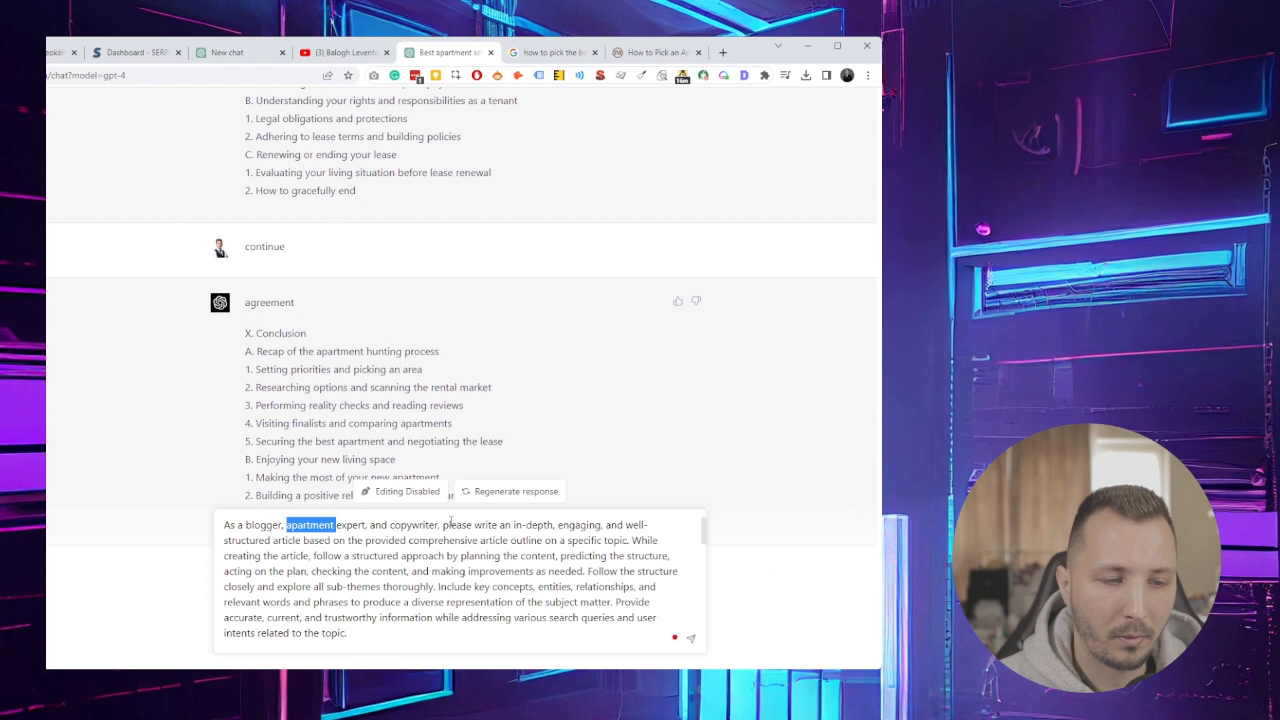 Dashboard - SERP
New chat
(3) Balogh Levent
Best apartment se
how to pick the b
How to Pick an A
/chat?model=gpt-4
B. Understanding your rights and responsibilities as a tenant
1. Legal obligations and protections
2. Adhering to lease terms and building policies
C. Renewing or ending your lease
1. Evaluating your living situation before lease renewal
2. How to gracefully end
continue
agreement
X. Conclusion
A. Recap of the apartment hunting process
1. Setting priorities and picking an area
2. Researching options and scanning the rental market
3. Performing reality checks and reading reviews
4. Visiting finalists and comparing apartments
5. Securing the best apartment and negotiating the lease
B. Enjoying your new living space
1. Making the most of your new apartment
2. Building a positive rel
Editing Disabled
Regenerate response
As a blogger, apartment expert, and copywriter, please write an in-depth, engaging, and well-
structured article based on the provided comprehensive article outline on a specific topic. While
creating the article, follow a structured approach by planning the content, predicting the structure,
acting on the plan, checking the content, and making improvements as needed. Follow the structure
closely and explore all sub-themes thoroughly. Include key concepts, entities, relationships, and
relevant words and phrases to produce a diverse representation of the subject matter. Provide
accurate, current, and trustworthy information while addressing various search queries and user
intents related to the topic.